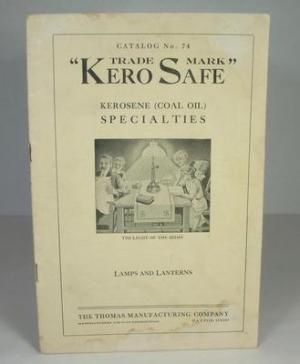 CATALOG No. 74
TRADE MARK
"KERO SAFE"
KEROSENE (COAL OIL)
SPECIALTIES
THE LIGHT OF THE HOME
LAMPS AND LANTERNS
THE THOMAS MANUFACTURING COMPANY
DAYTON, OHIO